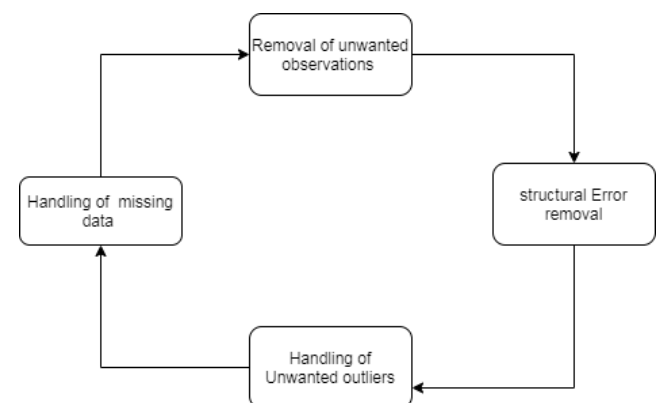 Removal of unwanted
observations
structural Error
removal
Handling of
Unwanted outliers
Handling of missing
data